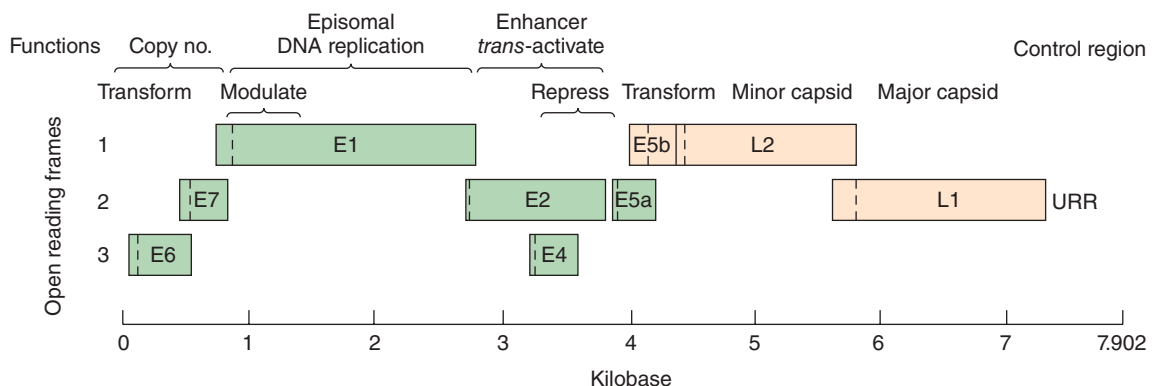 Episomal Enhancer
Functions Copy no. DNA replication trans-activate Control region
Transform Modulate Repress Transform Minor capsid Major capsid
1 E1 E5b L2
Open reading frames 2 E7 E2 E5a L1 URR
3 E6 E4
0 1 2 3 4 5 6 7 7.902
Kilobase